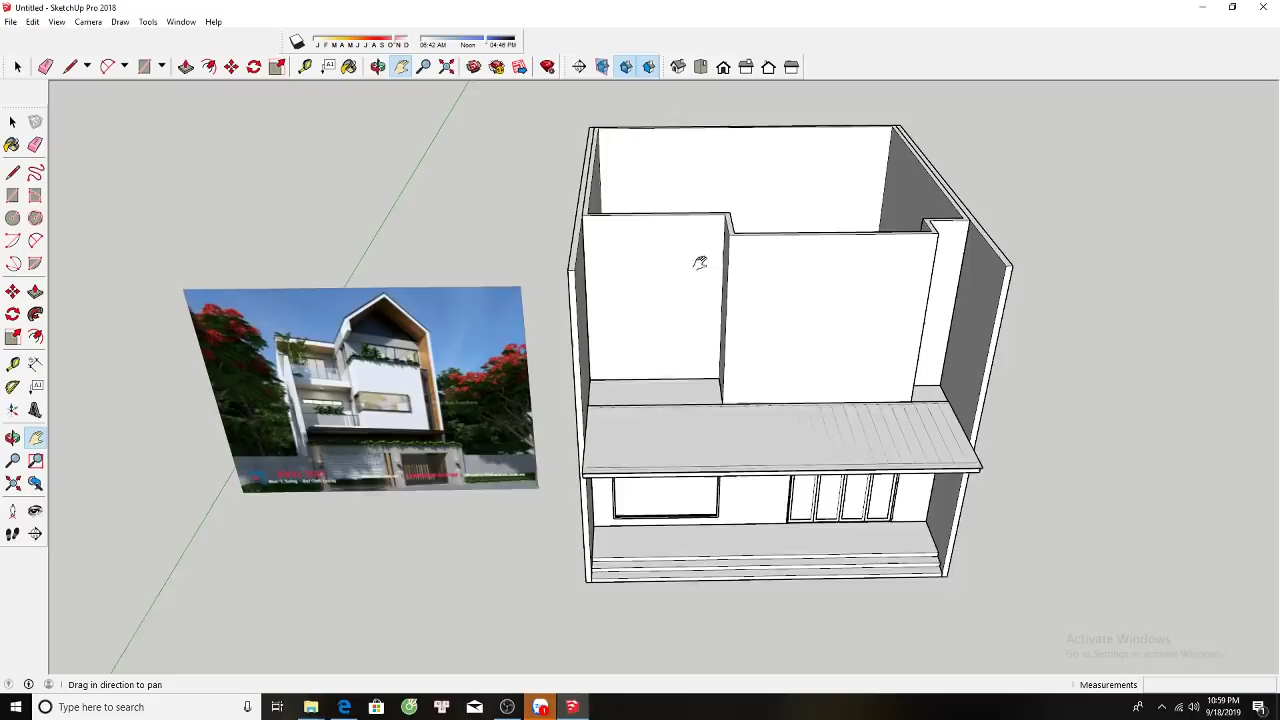 Untitled - SketchUp Pro 2018
File Edit View Camera Draw Tools Window Help
J F M A M J J A S O N D 06:42 AM Noon 04:46 PM
A1
A1
Activate Windows
Go to Settings to activate Windows.
Drag in direction to pan
Measurements
Type here to search
10:59 PM
9/18/2019